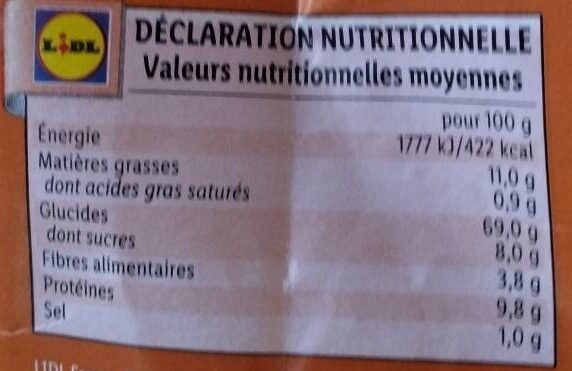 LIDL
DÉCLARATION NUTRITIONNELLE
Valeurs nutritionnelles moyennes
pour 100 g
Énergie 1777 kJ/422 kcal
Matières grasses 11,0 g
dont acides gras saturés 0,9 g
Glucides 69,0 g
dont sucres 8,0 g
Fibres alimentaires 3,8 g
Protéines 9,8 g
Sel 1,0 g
LIDL